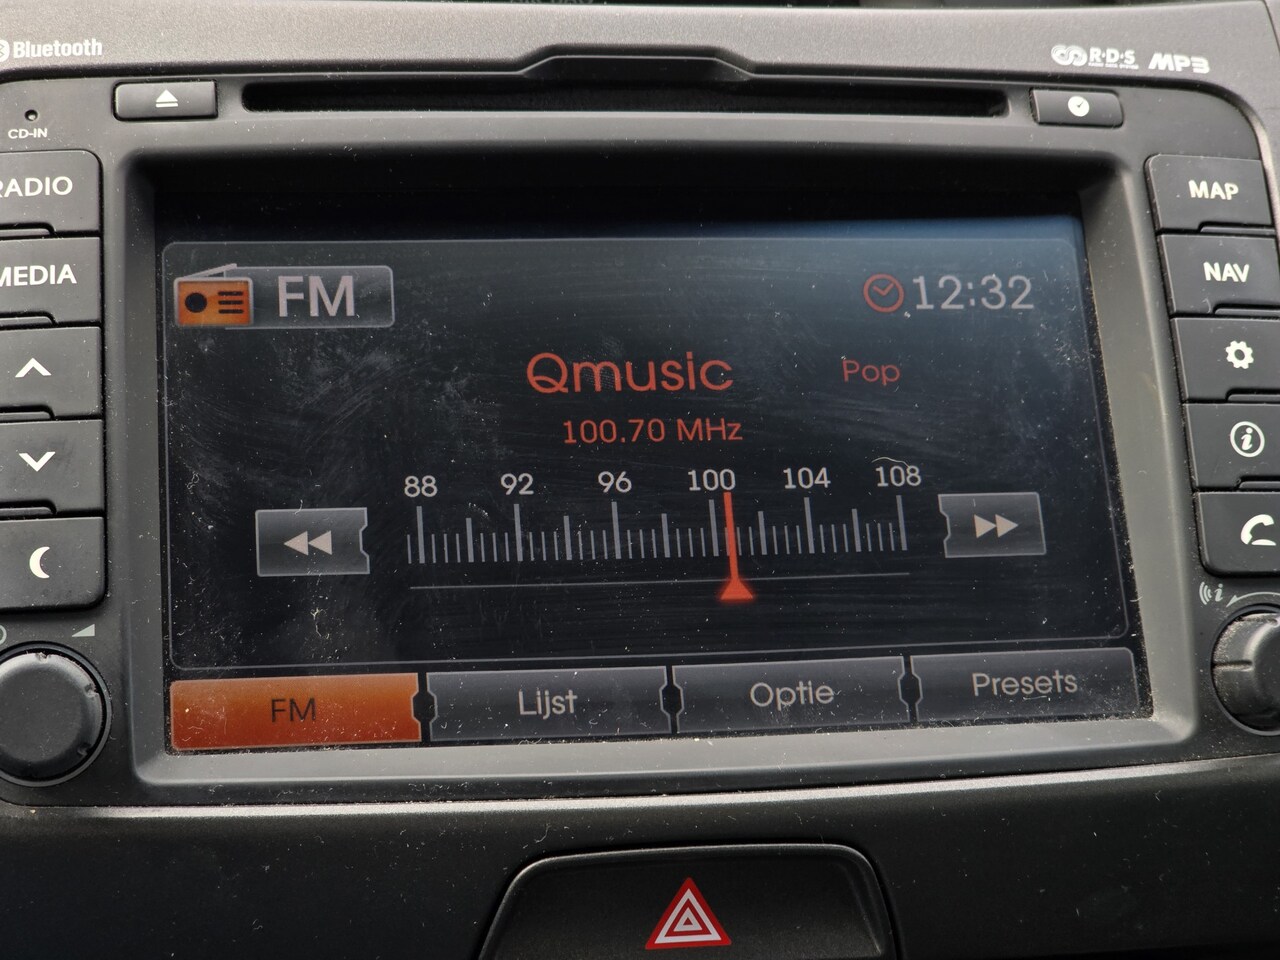 Bluetooth
R·D·S MP3
CD-IN
RADIO
MEDIA
MAP
NAV
FM
12:32
Qmusic
Pop
100.70 MHz
88 92 96 100 104 108
FM Lijst Optie Presets